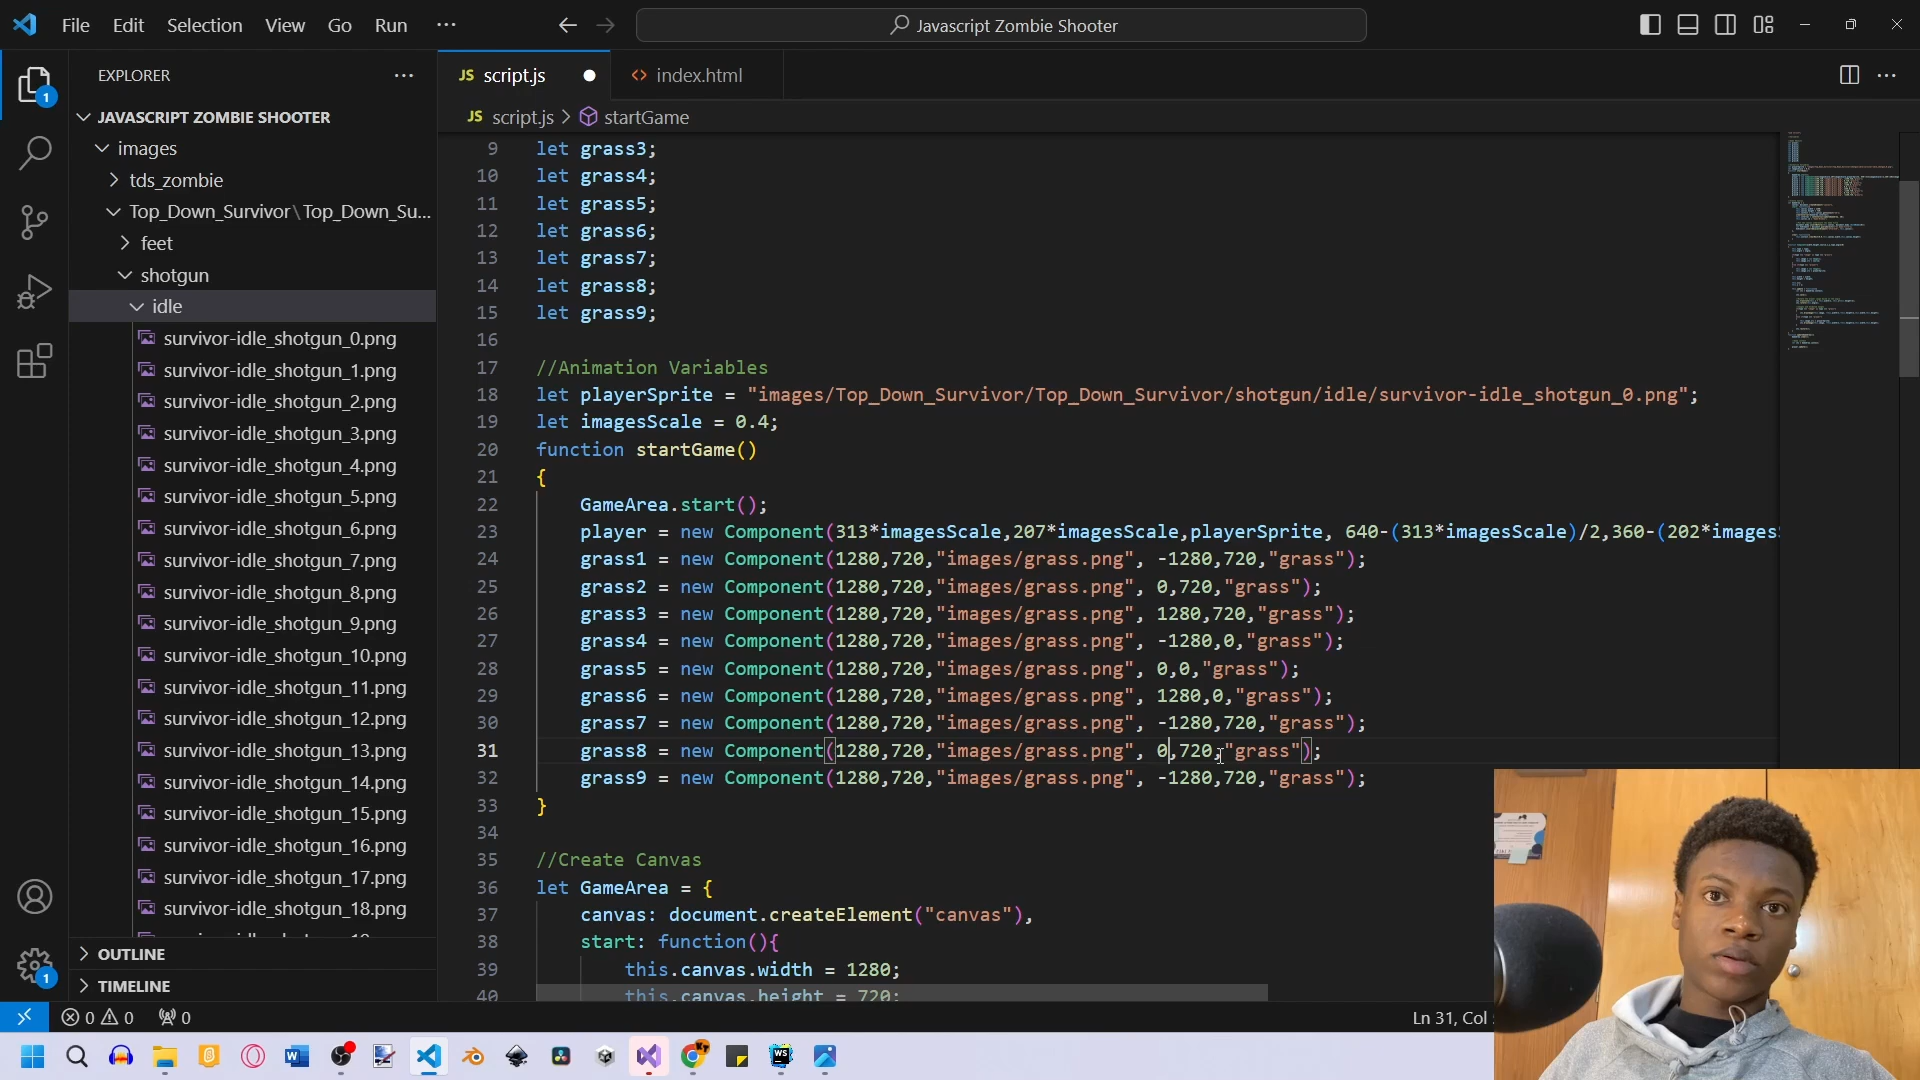 File Edit Selection View Go Run ···
Javascript Zombie Shooter
EXPLORER
JS script.js
<> index.html
JS script.js > startGame
JAVASCRIPT ZOMBIE SHOOTER
images
tds_zombie
Top_Down_Survivor\Top_Down_Su...
feet
shotgun
idle
survivor-idle_shotgun_0.png
survivor-idle_shotgun_1.png
survivor-idle_shotgun_2.png
survivor-idle_shotgun_3.png
survivor-idle_shotgun_4.png
survivor-idle_shotgun_5.png
survivor-idle_shotgun_6.png
survivor-idle_shotgun_7.png
survivor-idle_shotgun_8.png
survivor-idle_shotgun_9.png
survivor-idle_shotgun_10.png
survivor-idle_shotgun_11.png
survivor-idle_shotgun_12.png
survivor-idle_shotgun_13.png
survivor-idle_shotgun_14.png
survivor-idle_shotgun_15.png
survivor-idle_shotgun_16.png
survivor-idle_shotgun_17.png
survivor-idle_shotgun_18.png
OUTLINE
TIMELINE
9 let grass3;
10 let grass4;
11 let grass5;
12 let grass6;
13 let grass7;
14 let grass8;
15 let grass9;
16
17 //Animation Variables
18 let playerSprite = "images/Top_Down_Survivor/Top_Down_Survivor/shotgun/idle/survivor-idle_shotgun_0.png";
19 let imagesScale = 0.4;
20 function startGame()
21 {
22 GameArea.start();
23 player = new Component(313*imagesScale,207*imagesScale,playerSprite, 640-(313*imagesScale)/2,360-(202*images
24 grass1 = new Component(1280,720,"images/grass.png", -1280,720,"grass");
25 grass2 = new Component(1280,720,"images/grass.png", 0,720,"grass");
26 grass3 = new Component(1280,720,"images/grass.png", 1280,720,"grass");
27 grass4 = new Component(1280,720,"images/grass.png", -1280,0,"grass");
28 grass5 = new Component(1280,720,"images/grass.png", 0,0,"grass");
29 grass6 = new Component(1280,720,"images/grass.png", 1280,0,"grass");
30 grass7 = new Component(1280,720,"images/grass.png", -1280,720,"grass");
31 grass8 = new Component(1280,720,"images/grass.png", 0,720,"grass");
32 grass9 = new Component(1280,720,"images/grass.png", -1280,720,"grass");
33 }
34
35 //Create Canvas
36 let GameArea = {
37 canvas: document.createElement("canvas"),
38 start: function(){
39 this.canvas.width = 1280;
40 this.canvas.height = 720;
0 0 0
Ln 31, Col